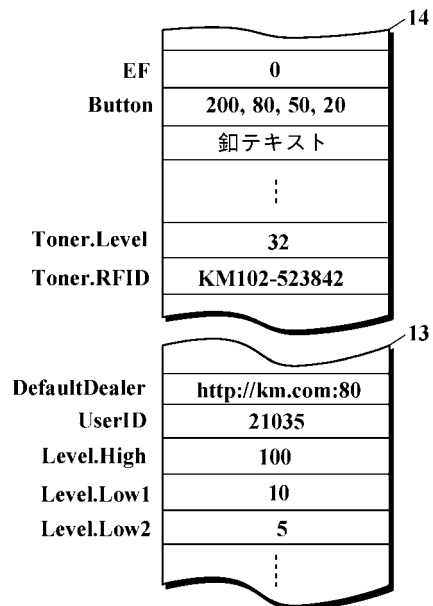 14
EF 0
Button 200, 80, 50, 20
釦テキスト
Toner.Level 32
Toner.RFID KM102-523842
13
DefaultDealer http://km.com:80
UserID 21035
Level.High 100
Level.Low1 10
Level.Low2 5